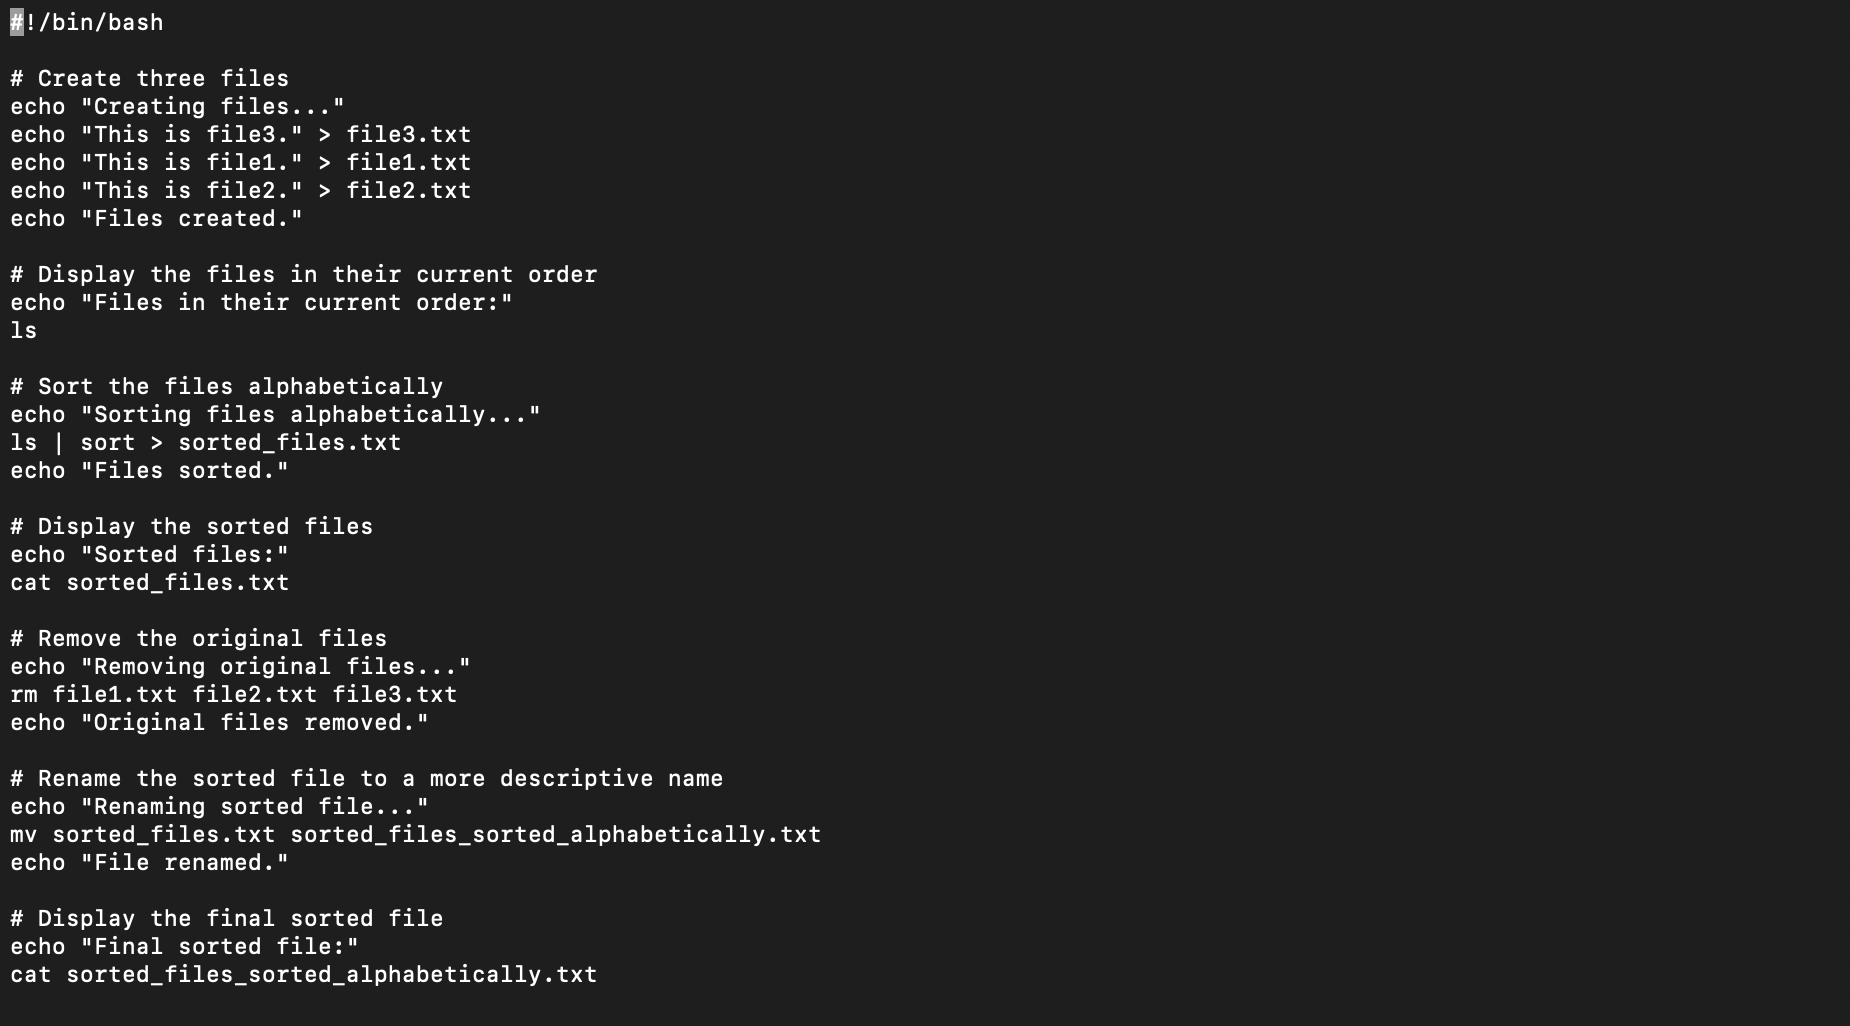 #!/bin/bash

# Create three files
echo "Creating files..."
echo "This is file3." > file3.txt
echo "This is file1." > file1.txt
echo "This is file2." > file2.txt
echo "Files created."

# Display the files in their current order
echo "Files in their current order:"
ls

# Sort the files alphabetically
echo "Sorting files alphabetically..."
ls | sort > sorted_files.txt
echo "Files sorted."

# Display the sorted files
echo "Sorted files:"
cat sorted_files.txt

# Remove the original files
echo "Removing original files..."
rm file1.txt file2.txt file3.txt
echo "Original files removed."

# Rename the sorted file to a more descriptive name
echo "Renaming sorted file..."
mv sorted_files.txt sorted_files_sorted_alphabetically.txt
echo "File renamed."

# Display the final sorted file
echo "Final sorted file:"
cat sorted_files_sorted_alphabetically.txt